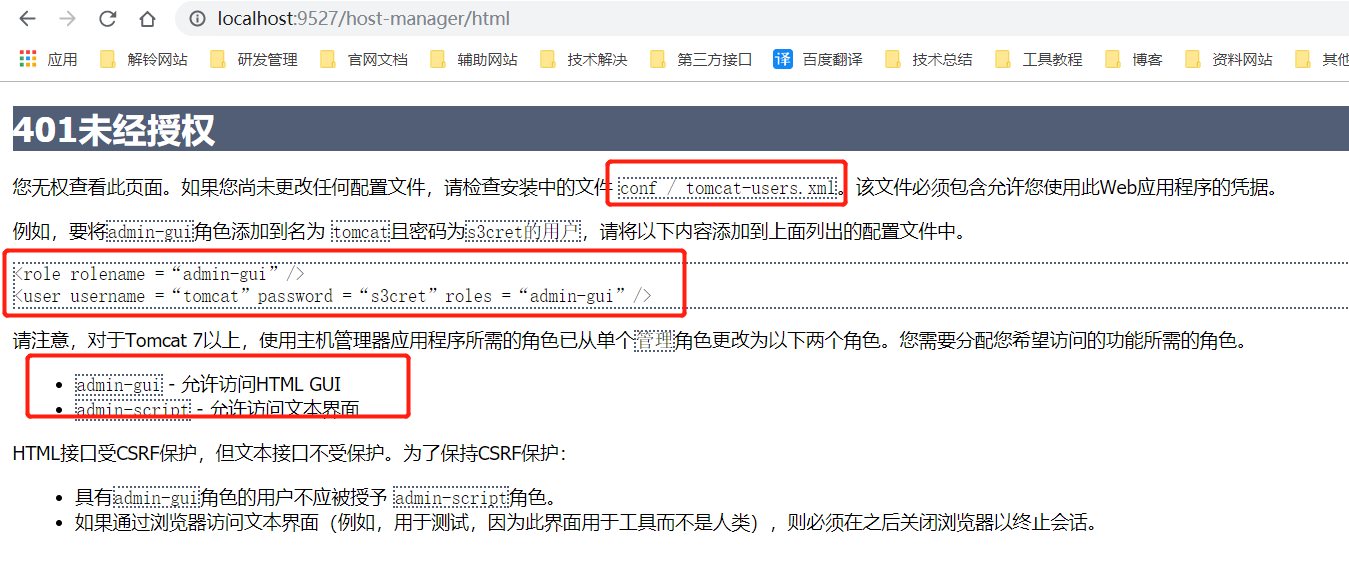 localhost:9527/host-manager/html
应用 解铃网站 研发管理 官网文档 辅助网站 技术解决 第三方接口 译 百度翻译 技术总结 工具教程 博客 资料网站 其他
401未经授权
您无权查看此页面。如果您尚未更改任何配置文件，请检查安装中的文件 conf / tomcat-users.xml。该文件必须包含允许您使用此Web应用程序的凭据。
例如，要将admin-gui角色添加到名为 tomcat且密码为s3cret的用户，请将以下内容添加到上面列出的配置文件中。
<role rolename =“admin-gui”/>
<user username =“tomcat”password =“s3cret”roles =“admin-gui”/>
请注意，对于Tomcat 7以上，使用主机管理器应用程序所需的角色已从单个管理角色更改为以下两个角色。您需要分配您希望访问的功能所需的角色。
admin-gui - 允许访问HTML GUI
admin-script - 允许访问文本界面
HTML接口受CSRF保护，但文本接口不受保护。为了保持CSRF保护：
具有admin-gui角色的用户不应被授予 admin-script角色。
如果通过浏览器访问文本界面（例如，用于测试，因为此界面用于工具而不是人类），则必须在之后关闭浏览器以终止会话。